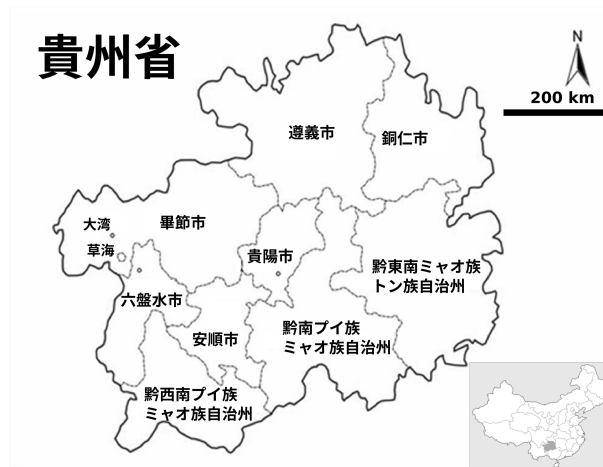 貴州省
N
200 km
遵義市
銅仁市
大湾
畢節市
草海
貴陽市
黔東南ミャオ族
トン族自治州
六盤水市
安順市
黔南プイ族
ミャオ族自治州
黔西南プイ族
ミャオ族自治州